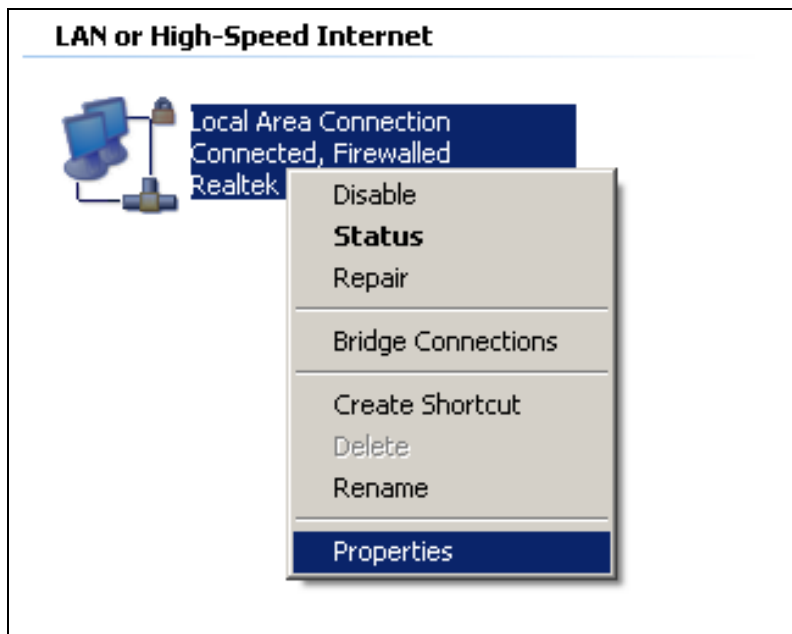 LAN or High-Speed Internet
Local Area Connection
Connected, Firewalled
Realtek
Disable
Status
Repair
Bridge Connections
Create Shortcut
Delete
Rename
Properties